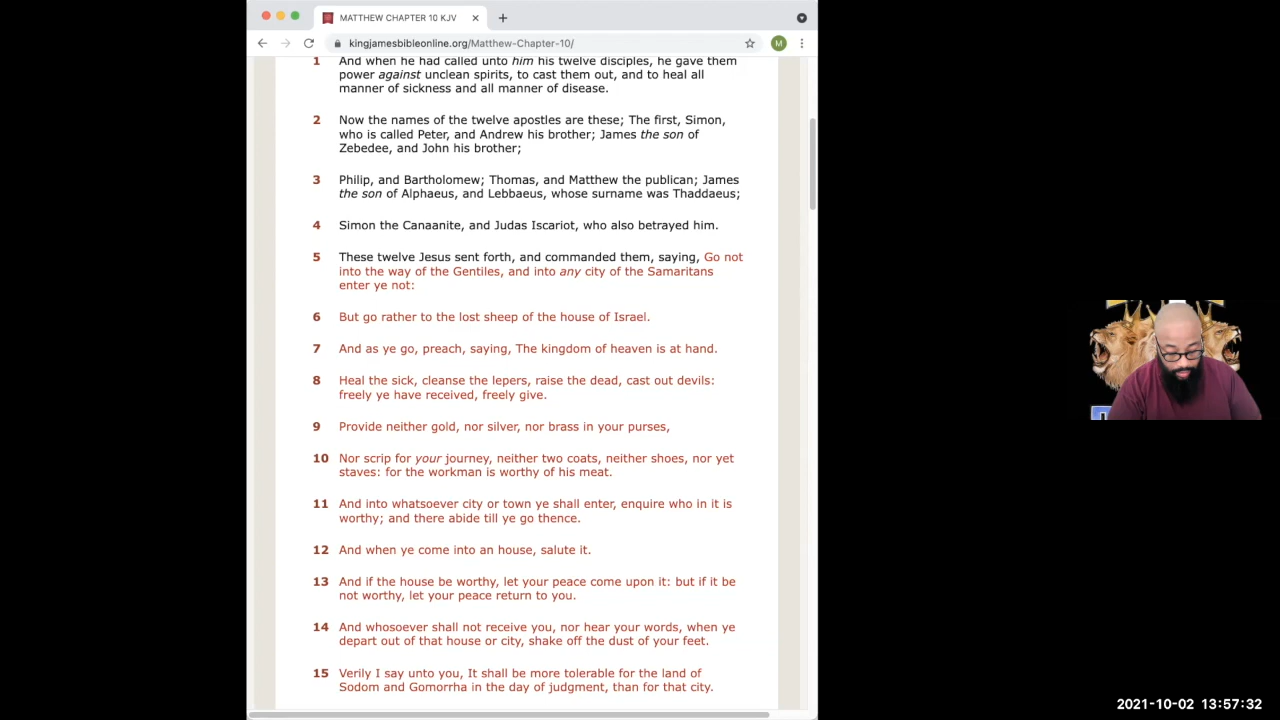 MATTHEW CHAPTER 10 KJV
kingjamesbibleonline.org/Matthew-Chapter-10/
M
1 And when he had called unto him his twelve disciples, he gave them
power against unclean spirits, to cast them out, and to heal all
manner of sickness and all manner of disease.
2 Now the names of the twelve apostles are these; The first, Simon,
who is called Peter, and Andrew his brother; James the son of
Zebedee, and John his brother;
3 Philip, and Bartholomew; Thomas, and Matthew the publican; James
the son of Alphaeus, and Lebbaeus, whose surname was Thaddaeus;
4 Simon the Canaanite, and Judas Iscariot, who also betrayed him.
5 These twelve Jesus sent forth, and commanded them, saying, Go not
into the way of the Gentiles, and into any city of the Samaritans
enter ye not:
6 But go rather to the lost sheep of the house of Israel.
7 And as ye go, preach, saying, The kingdom of heaven is at hand.
8 Heal the sick, cleanse the lepers, raise the dead, cast out devils:
freely ye have received, freely give.
9 Provide neither gold, nor silver, nor brass in your purses,
10 Nor scrip for your journey, neither two coats, neither shoes, nor yet
staves: for the workman is worthy of his meat.
11 And into whatsoever city or town ye shall enter, enquire who in it is
worthy; and there abide till ye go thence.
12 And when ye come into an house, salute it.
13 And if the house be worthy, let your peace come upon it: but if it be
not worthy, let your peace return to you.
14 And whosoever shall not receive you, nor hear your words, when ye
depart out of that house or city, shake off the dust of your feet.
15 Verily I say unto you, It shall be more tolerable for the land of
Sodom and Gomorrha in the day of judgment, than for that city.
2021-10-02 13:57:32